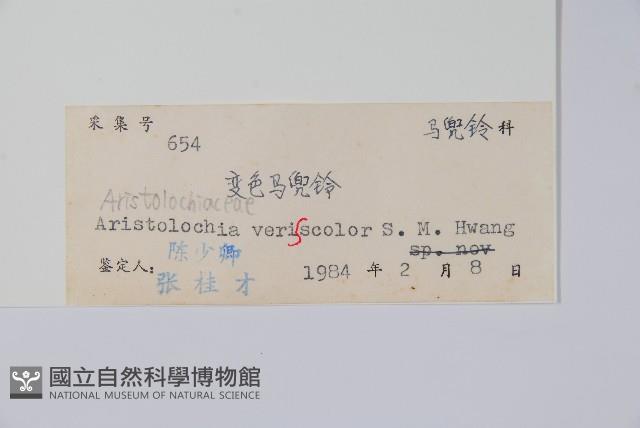 采集号
654
马兜铃科
变色马兜铃
Aristolochiaceae
Aristolochia veriscolor S. M. Hwang
sp. nov
陈少卿
鉴定人:
张桂才
1984 年 2 月 8 日
國立自然科學博物館
NATIONAL MUSEUM OF NATURAL SCIENCE